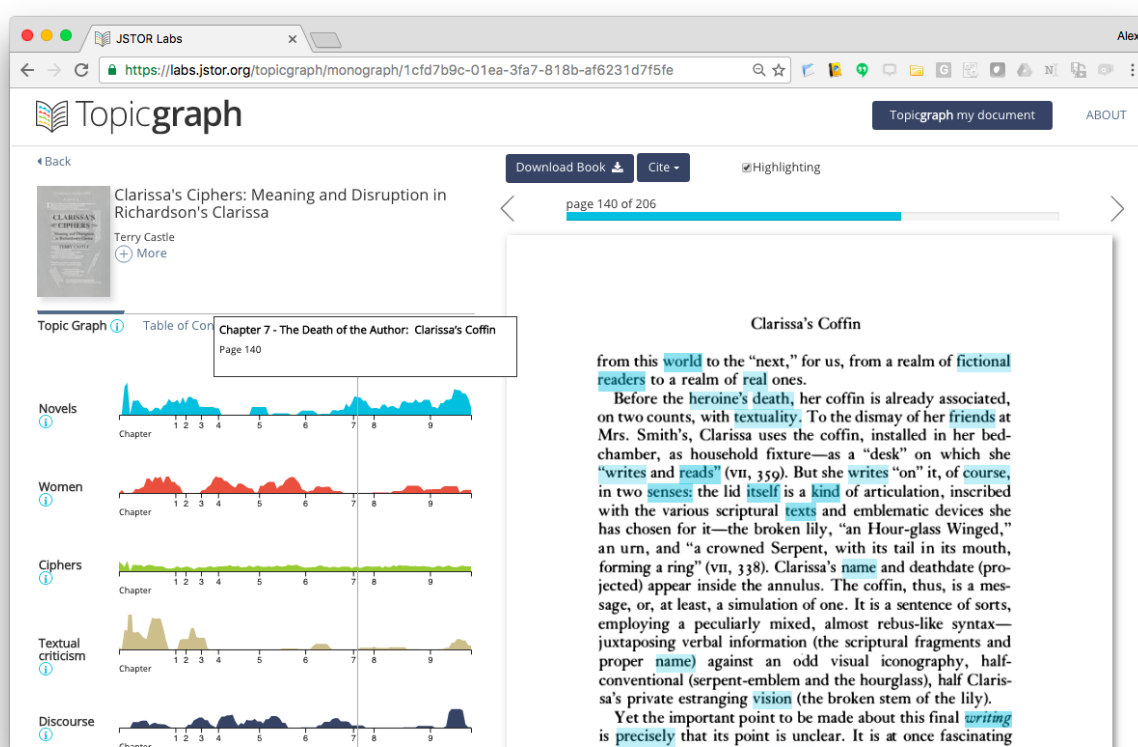 JSTOR Labs
Alex
https://labs.jstor.org/topicgraph/monograph/1cfd7b9c-01ea-3fa7-818b-af6231d7f5fe
Topicgraph
Topicgraph my document
ABOUT
Back
Clarissa's Ciphers: Meaning and Disruption in
Richardson's Clarissa
Terry Castle
More
CLARISSA'S
CIPHERS
TERRY CASTLE
Topic Graph
Table of Con
Chapter 7 - The Death of the Author: Clarissa's Coffin
Page 140
Novels
Chapter
1 2 3 4 5 6 7 8 9
Women
Chapter
1 2 3 4 5 6 7 8 9
Ciphers
Chapter
1 2 3 4 5 6 7 8 9
Textual
criticism
Chapter
1 2 3 4 5 6 7 8 9
Discourse
Chapter
1 2 3 4 5 6 7 8 9
Download Book
Cite
Highlighting
page 140 of 206
Clarissa's Coffin
from this world to the “next,” for us, from a realm of fictional
readers to a realm of real ones.
Before the heroine's death, her coffin is already associated,
on two counts, with textuality. To the dismay of her friends at
Mrs. Smith's, Clarissa uses the coffin, installed in her bed-
chamber, as household fixture—as a “desk” on which she
“writes and reads” (VII, 359). But she writes “on” it, of course,
in two senses: the lid itself is a kind of articulation, inscribed
with the various scriptural texts and emblematic devices she
has chosen for it—the broken lily, “an Hour-glass Winged,”
an urn, and “a crowned Serpent, with its tail in its mouth,
forming a ring” (VII, 338). Clarissa's name and deathdate (pro-
jected) appear inside the annulus. The coffin, thus, is a mes-
sage, or, at least, a simulation of one. It is a sentence of sorts,
employing a peculiarly mixed, almost rebus-like syntax—
juxtaposing verbal information (the scriptural fragments and
proper name) against an odd visual iconography, half-
conventional (serpent-emblem and the hourglass), half Claris-
sa's private estranging vision (the broken stem of the lily).
Yet the important point to be made about this final writing
is precisely that its point is unclear. It is at once fascinating